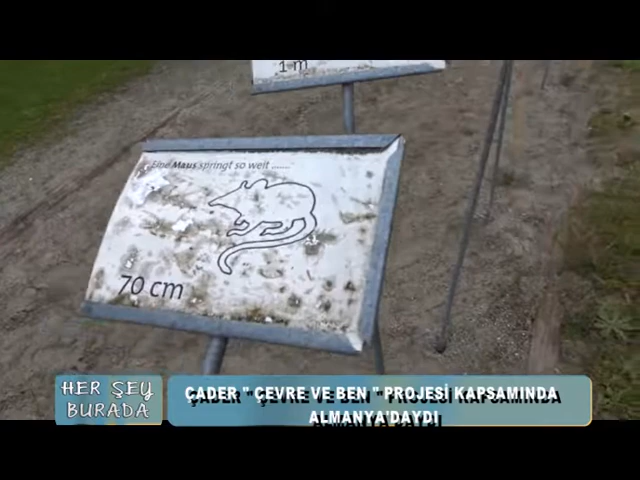 1 m
Eine Maus springt so weit .......
70 cm
HER ŞEY
BURADA
ÇADER " ÇEVRE VE BEN " PROJESİ KAPSAMINDA
ALMANYA'DAYDI